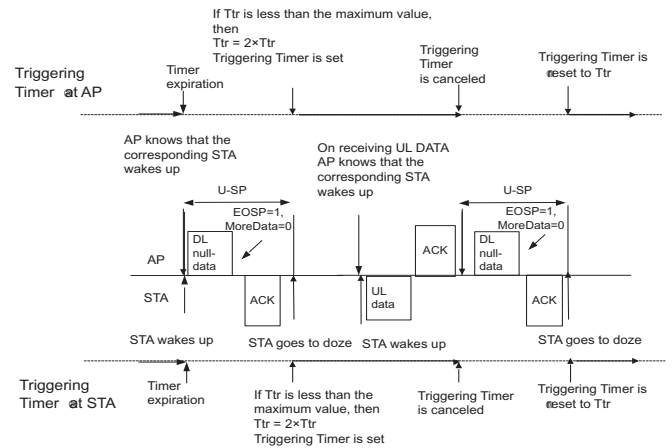 If Ttr is less than the maximum value,
then
Ttr = 2×Ttr
Triggering Timer is set
Triggering
Timer
is canceled
Triggering Timer is
reset to Ttr
Timer
expiration
Triggering
Timer at AP
AP knows that the
corresponding STA
wakes up
On receiving UL DATA
AP knows that the
corresponding STA
wakes up
U-SP
U-SP
EOSP=1,
MoreData=0
EOSP=1,
MoreData=0
AP
DL
null-
data
ACK
DL
null-
data
STA
ACK
UL
data
ACK
STA wakes up
STA goes to doze
STA wakes up
STA goes to doze
Triggering
Timer at STA
Timer
expiration
If Ttr is less than the
maximum value, then
Ttr = 2×Ttr
Triggering Timer is set
Triggering Timer
is canceled
Triggering Timer is
reset to Ttr